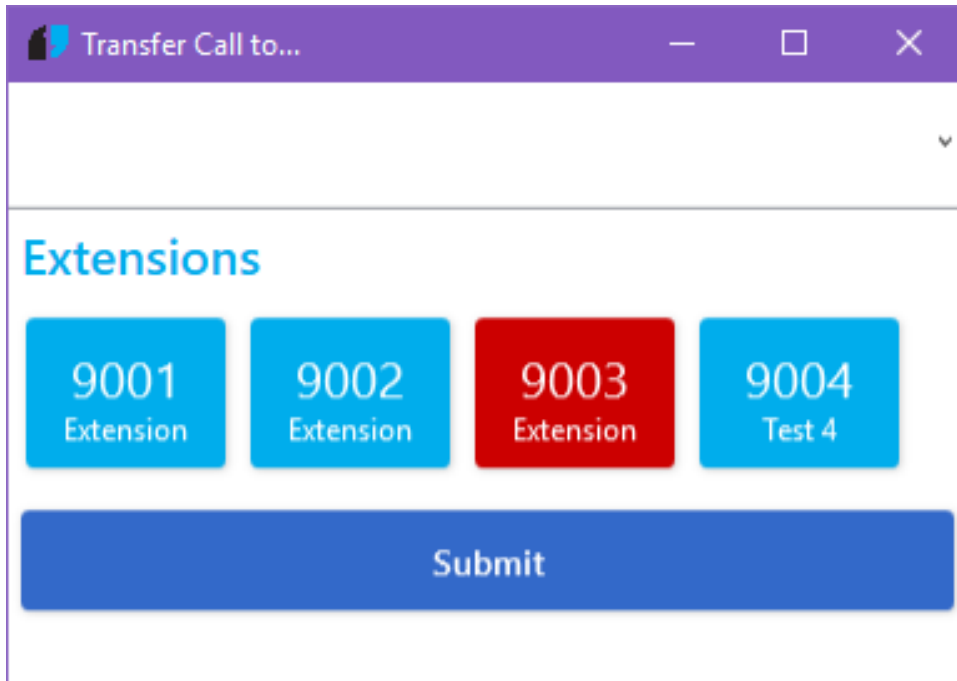 Transfer Call to...
Extensions
9001
Extension
9002
Extension
9003
Extension
9004
Test 4
Submit